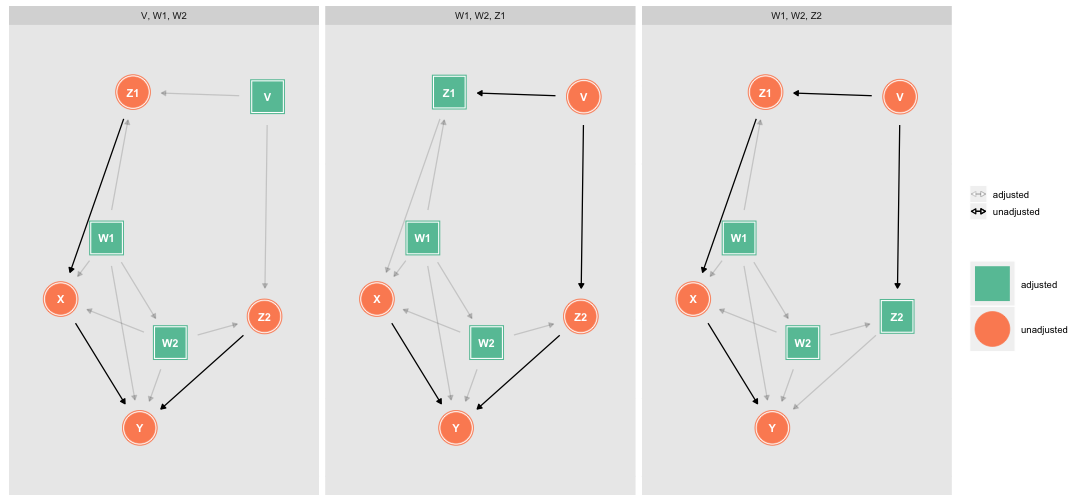 V, W1, W2
W1, W2, Z1
W1, W2, Z2
Z1
V
W1
X
Z2
W2
Y
Z1
V
W1
X
Z2
W2
Y
Z1
V
W1
X
Z2
W2
Y
adjusted
unadjusted
adjusted
unadjusted